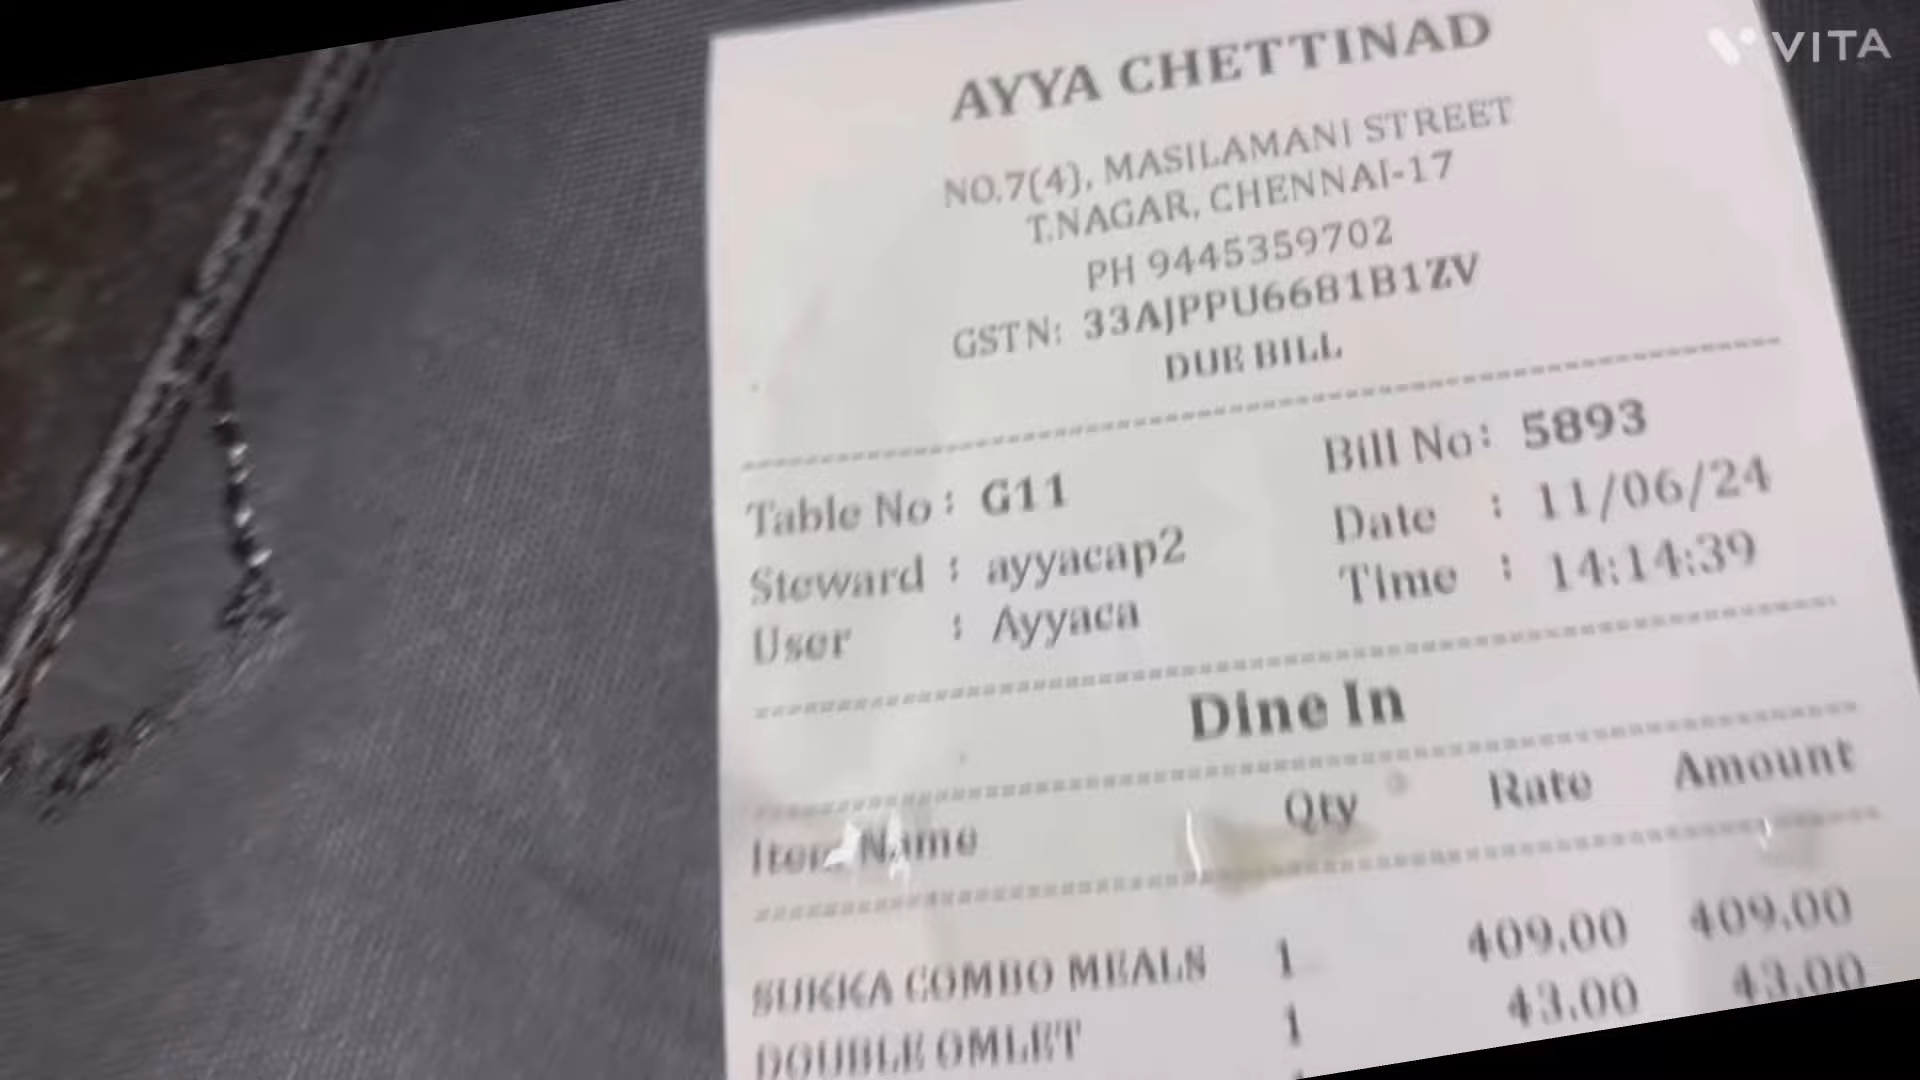 VITA
AYYA CHETTINAD
NO.7(4), MASILAMANI STREET
T.NAGAR, CHENNAI-17
PH 9445359702
GSTN: 33AJPPU6681B1ZV
DUE BILL
Table No : G11 Bill No : 5893
Steward : ayyacap2 Date : 11/06/24
User : Ayyaca Time : 14:14:39
Dine In
Item Name Qty Rate Amount
SUKKA COMBO MEALS 1 409.00 409.00
DOUBLE OMLET 1 43.00 43.00